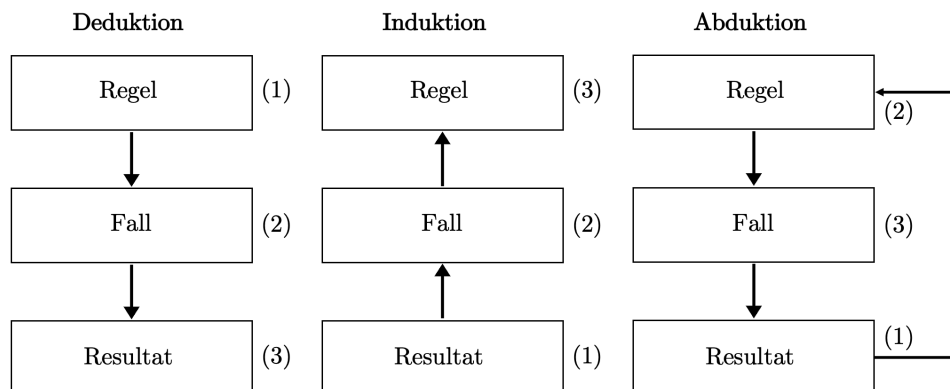 Deduktion Induktion Abduktion
Regel (1) Regel (3) Regel
(2)
Fall (2) Fall (2) Fall (3)
Resultat (3) Resultat (1) Resultat (1)